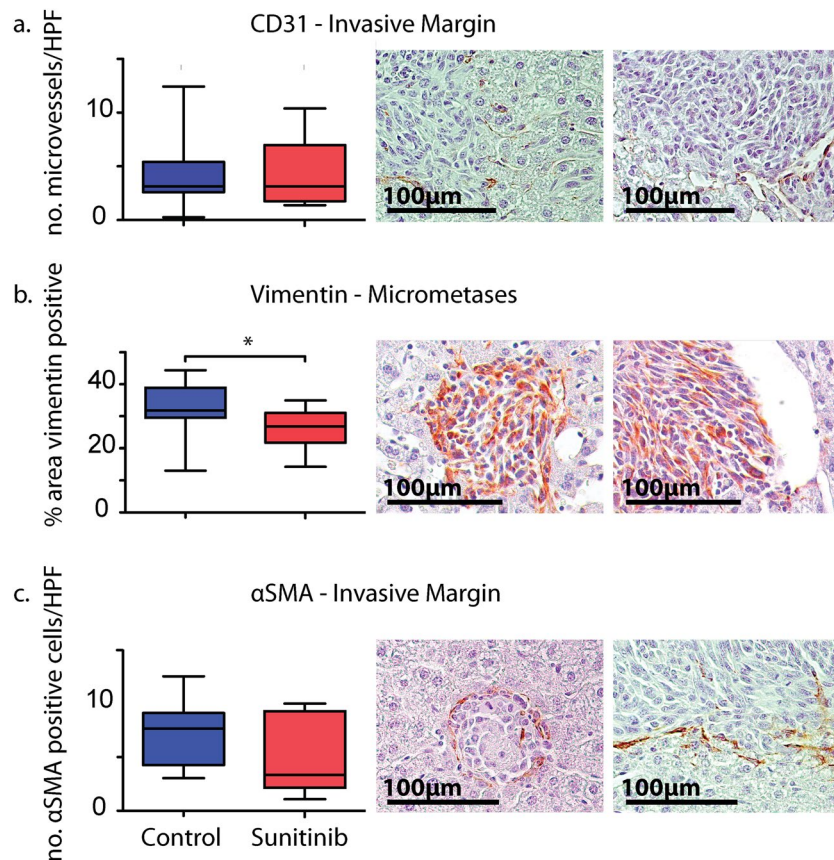 a.
CD31 - Invasive Margin
no. microvessels/HPF
10
0
100µm
100µm
b.
Vimentin - Micrometases
% area vimentin positive
*
40
20
0
100µm
100µm
c.
αSMA - Invasive Margin
no. αSMA positive cells/HPF
10
0
100µm
100µm
Control
Sunitinib